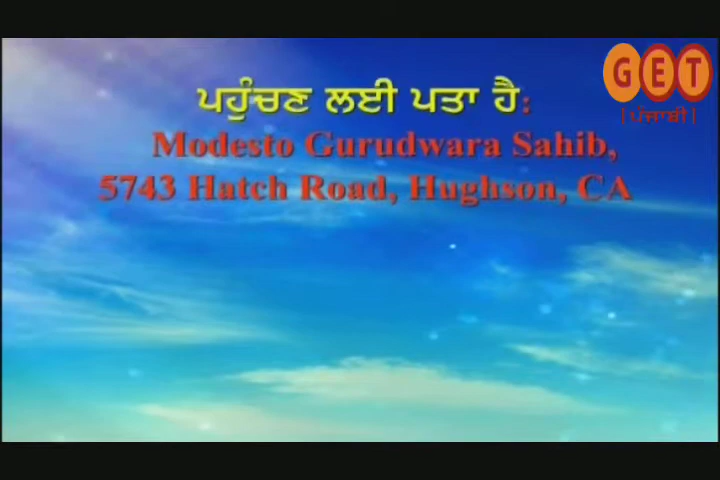 GET
[ਪੰਜਾਬੀ]
ਪਹੁੰਚਣ ਲਈ ਪਤਾ ਹੈ:
Modesto Gurudwara Sahib,
5743 Hatch Road, Hughson, CA